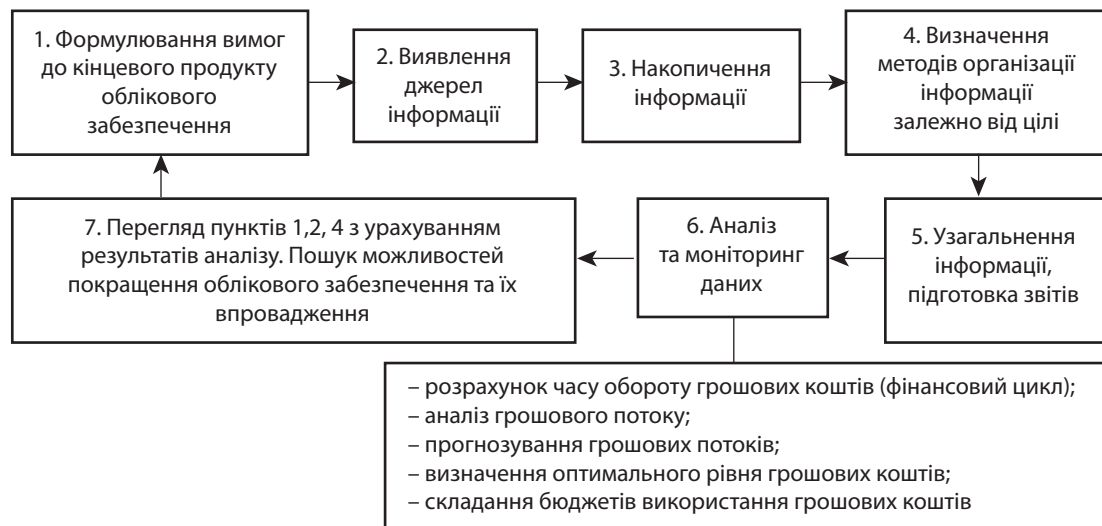 1. Формулювання вимог
до кінцевого продукту
облікового
забезпечення
2. Виявлення
джерел
інформації
3. Накопичення
інформації
4. Визначення
методів організації
інформації
залежно від цілі
5. Узагальнення
інформації,
підготовка звітів
6. Аналіз
та моніторинг
даних
7. Перегляд пунктів 1,2, 4 з урахуванням
результатів аналізу. Пошук можливостей
покращення облікового забезпечення та їх
впровадження
– розрахунок часу обороту грошових коштів (фінансовий цикл);
– аналіз грошового потоку;
– прогнозування грошових потоків;
– визначення оптимального рівня грошових коштів;
– складання бюджетів використання грошових коштів